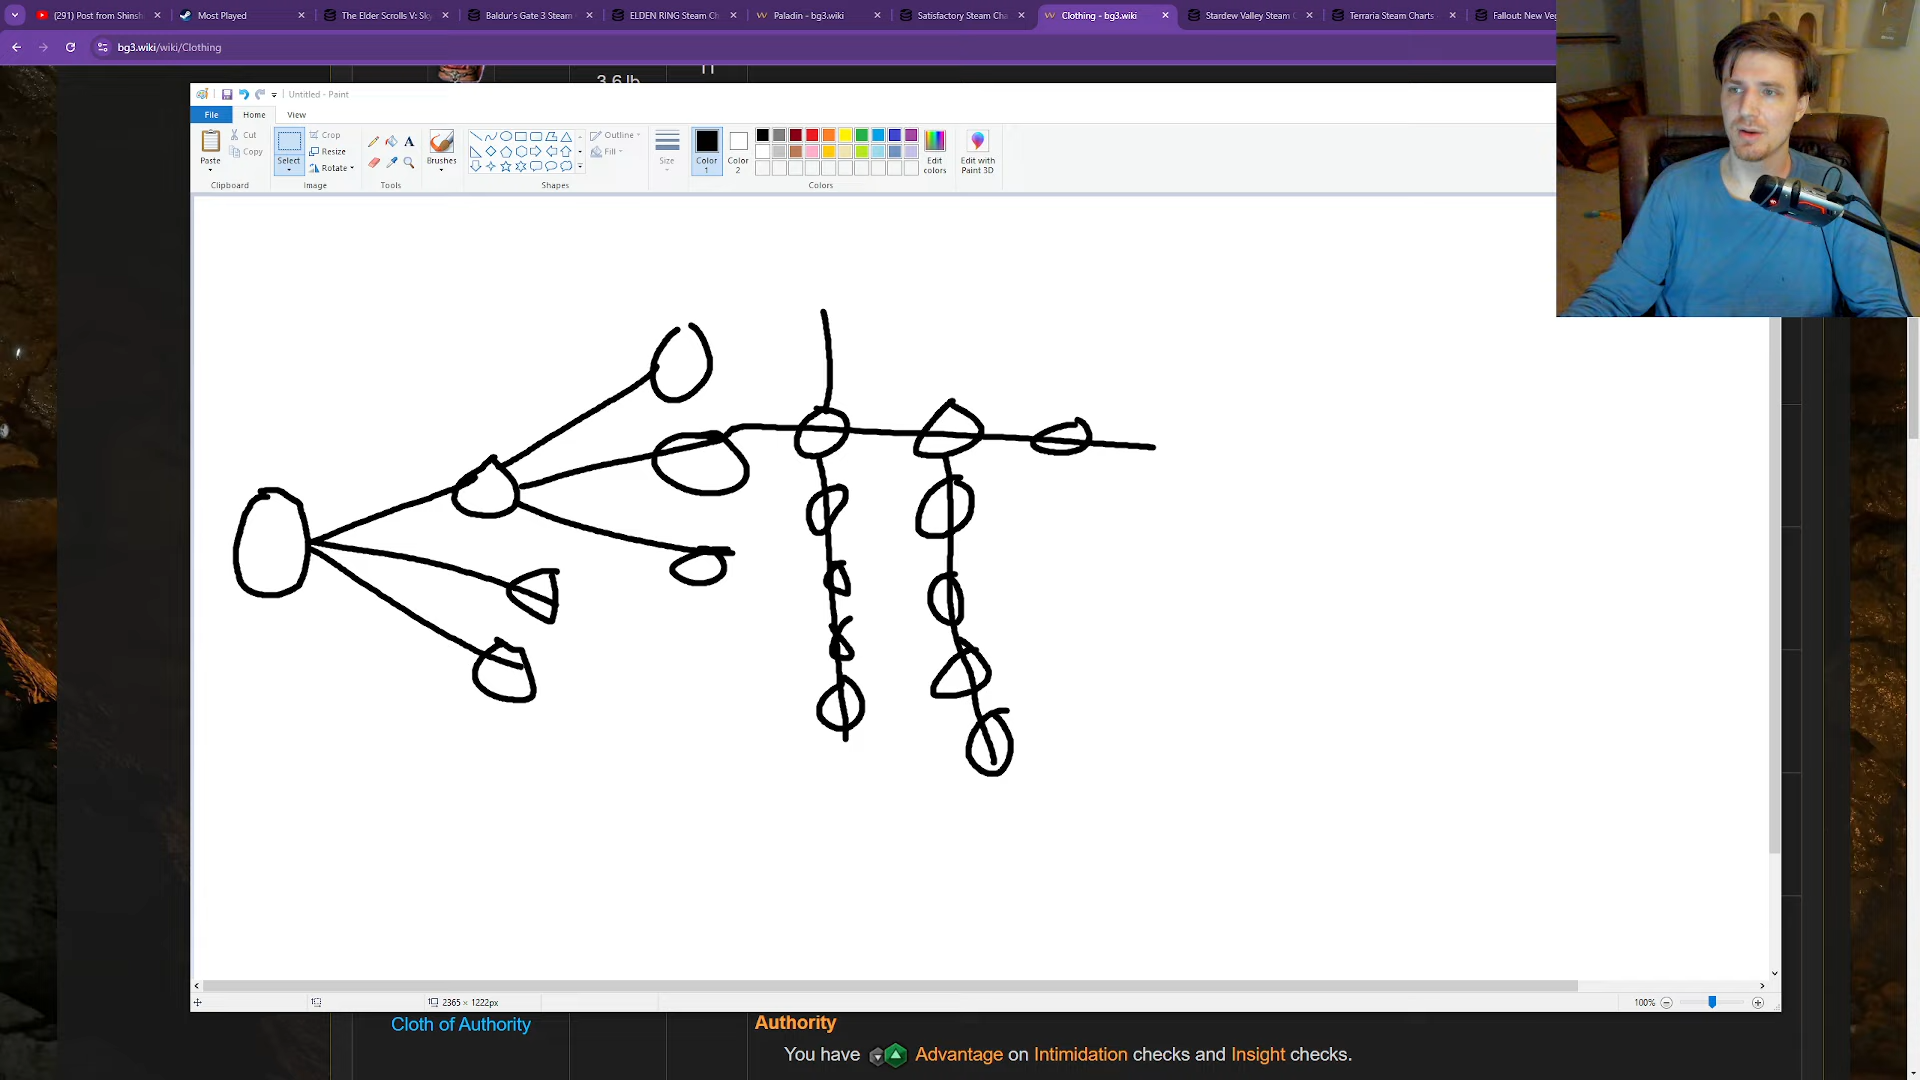 (291) Post from Shinsh
Most Played
The Elder Scrolls V: Sky
Baldur's Gate 3 Steam
ELDEN RING Steam Ch
Paladin - bg3.wiki
Satisfactory Steam Cha
Clothing - bg3.wiki
Stardew Valley Steam
Terraria Steam Charts
Fallout: New Ve
bg3.wiki/wiki/Clothing
Untitled - Paint
File
Home
View
Cut
Copy
Paste
Crop
Resize
Rotate
Select
Brushes
Outline
Fill
Size
Color 1
Color 2
Edit colors
Edit with Paint 3D
Clipboard
Image
Tools
Shapes
Colors
2365 × 1222px
100%
Cloth of Authority
Authority
You have Advantage on Intimidation checks and Insight checks.